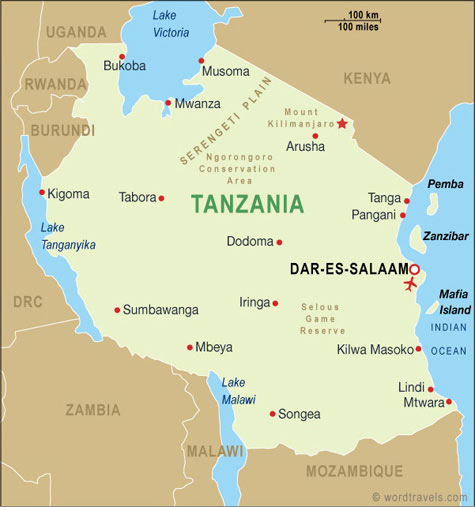 Lake
Victoria
100 km
100 miles
UGANDA
Bukoba
Musoma
KENYA
RWANDA
Mwanza
SERENGETI PLAIN
Mount
Kilimanjaro
BURUNDI
Arusha
Ngorongoro
Conservation
Area
Pemba
Kigoma
Tabora
TANZANIA
Tanga
Pangani
Lake
Tanganyika
Zanzibar
Dodoma
DAR-ES-SALAAM
Mafia
Island
DRC
Sumbawanga
Iringa
Selous
Game
Reserve
INDIAN
OCEAN
Mbeya
Kilwa Masoko
Lake
Malawi
Lindi
Mtwara
ZAMBIA
Songea
MALAWI
MOZAMBIQUE
© wordtravels.com